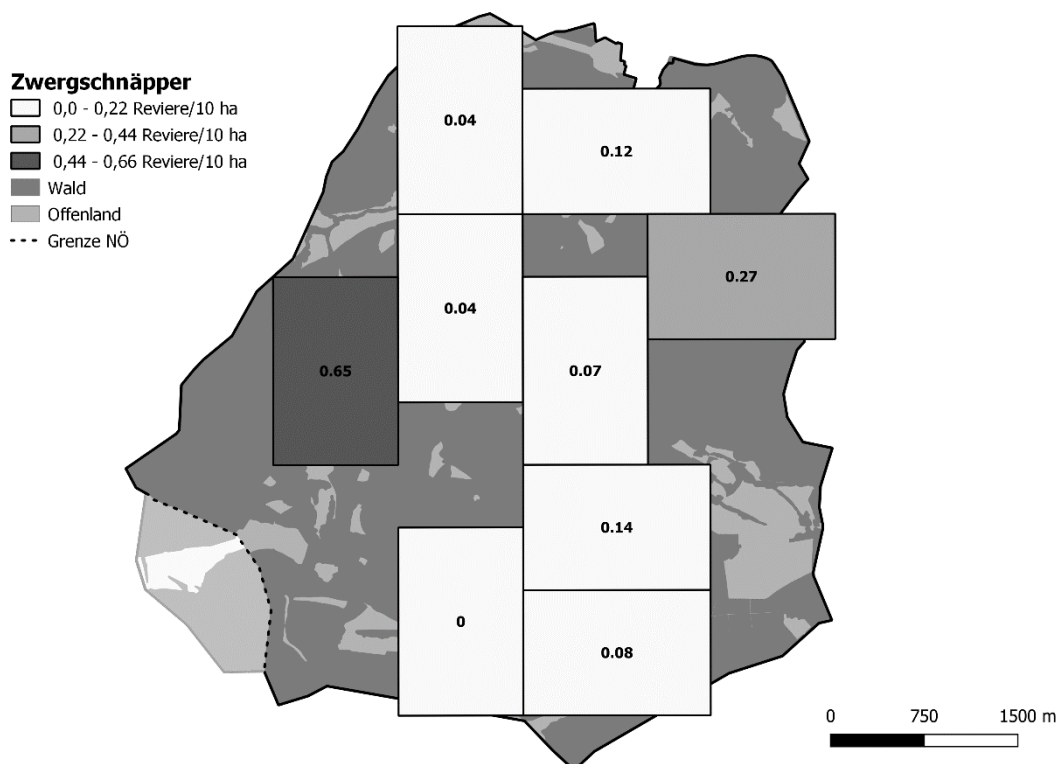 Zwergschnäpper
0,0 - 0,22 Reviere/10 ha
0,22 - 0,44 Reviere/10 ha
0,44 - 0,66 Reviere/10 ha
Wald
Offenland
Grenze NÖ
0.04
0.12
0.04
0.27
0.65
0.07
0.14
0
0.08
0 750 1500 m